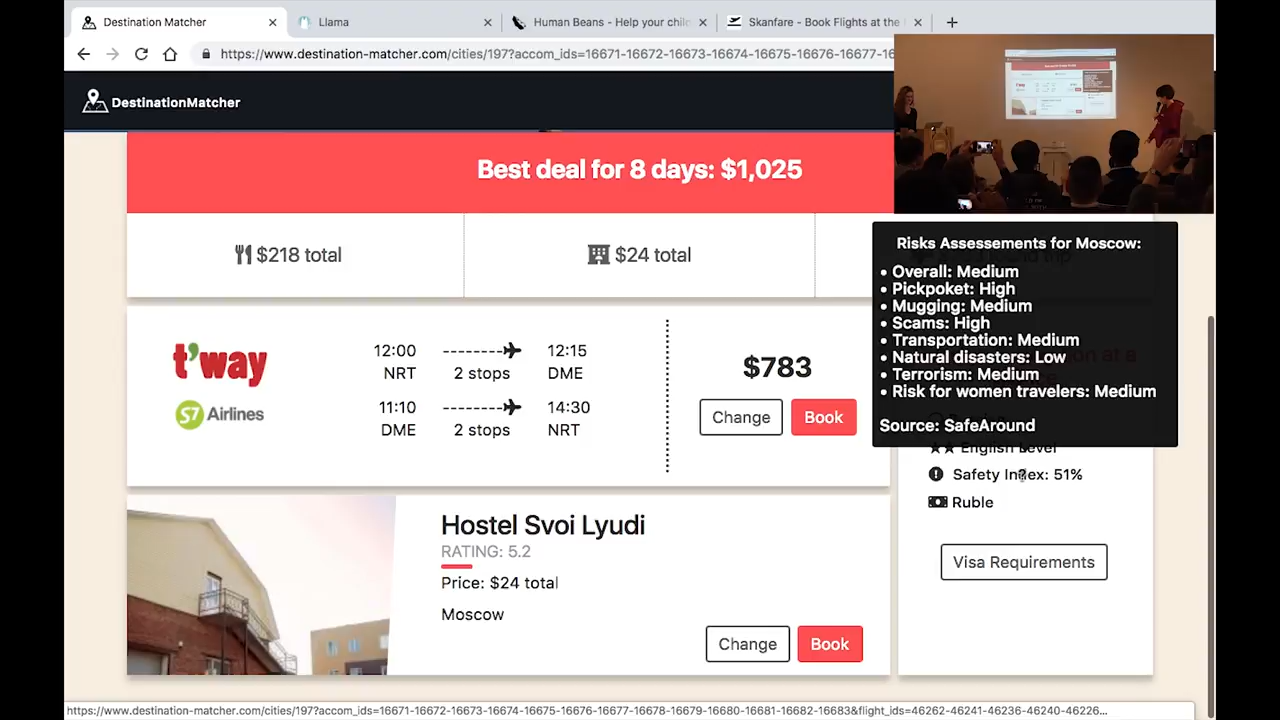 Destination Matcher
Llama
Human Beans - Help your chil
Skanfare - Book Flights at the
https://www.destination-matcher.com/cities/197?accom_ids=16671-16672-16673-16674-16675-16676-16677-16
DestinationMatcher
Best deal for 8 days: $1,025
$218 total
$24 total
Risks Assessements for Moscow:
• Overall: Medium
• Pickpoket: High
• Mugging: Medium
• Scams: High
• Transportation: Medium
• Natural disasters: Low
• Terrorism: Medium
• Risk for women travelers: Medium
Source: SafeAround
t'way
S7 Airlines
12:00
12:15
NRT
2 stops
DME
11:10
14:30
DME
2 stops
NRT
$783
Change
Book
English Level
Safety Index: 51%
Ruble
Visa Requirements
Hostel Svoi Lyudi
RATING: 5.2
Price: $24 total
Moscow
Change
Book
https://www.destination-matcher.com/cities/197?accom_ids=16671-16672-16673-16674-16675-16676-16677-16678-16679-16680-16681-16682-16683&flight_ids=46262-46241-46236-46240-46226...